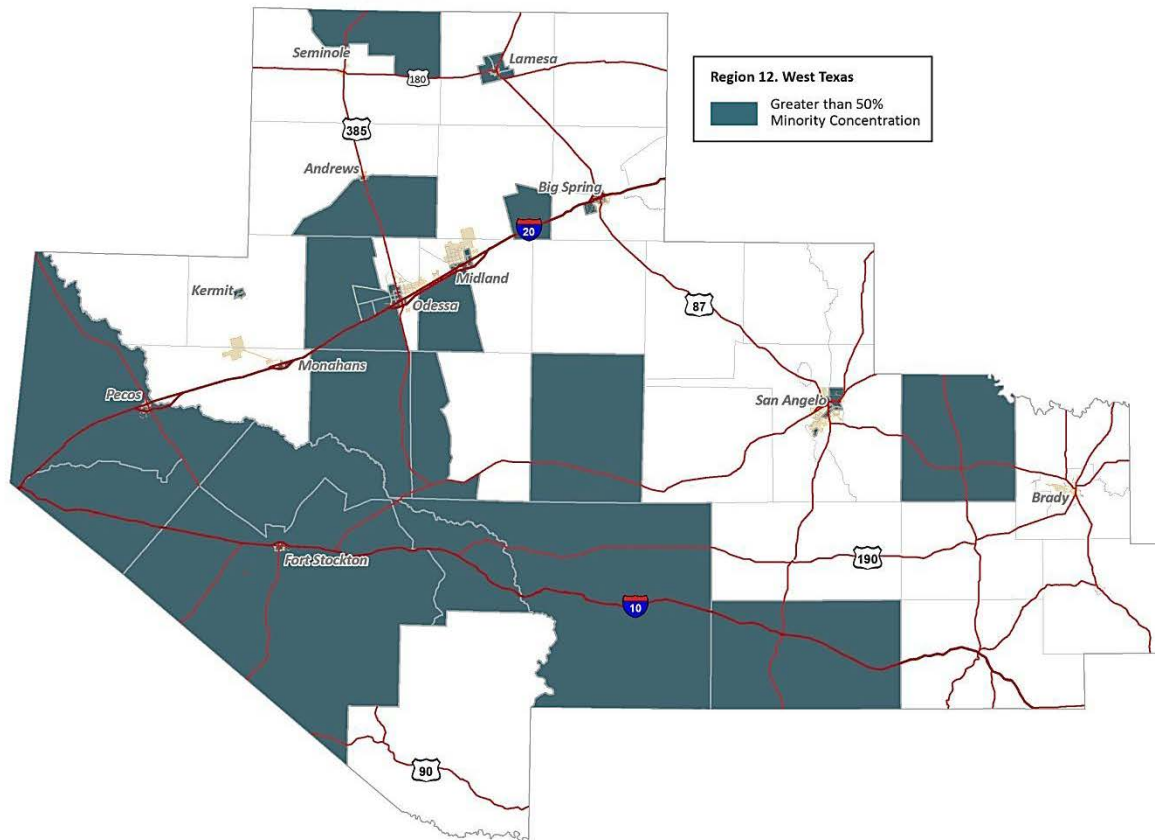 Seminole
Lamesa
180
Region 12. West Texas
Greater than 50%
Minority Concentration
385
Andrews
Big Spring
20
Midland
Kermit
Odessa
87
Monahans
Pecos
San Angelo
Brady
Fort Stockton
190
10
90